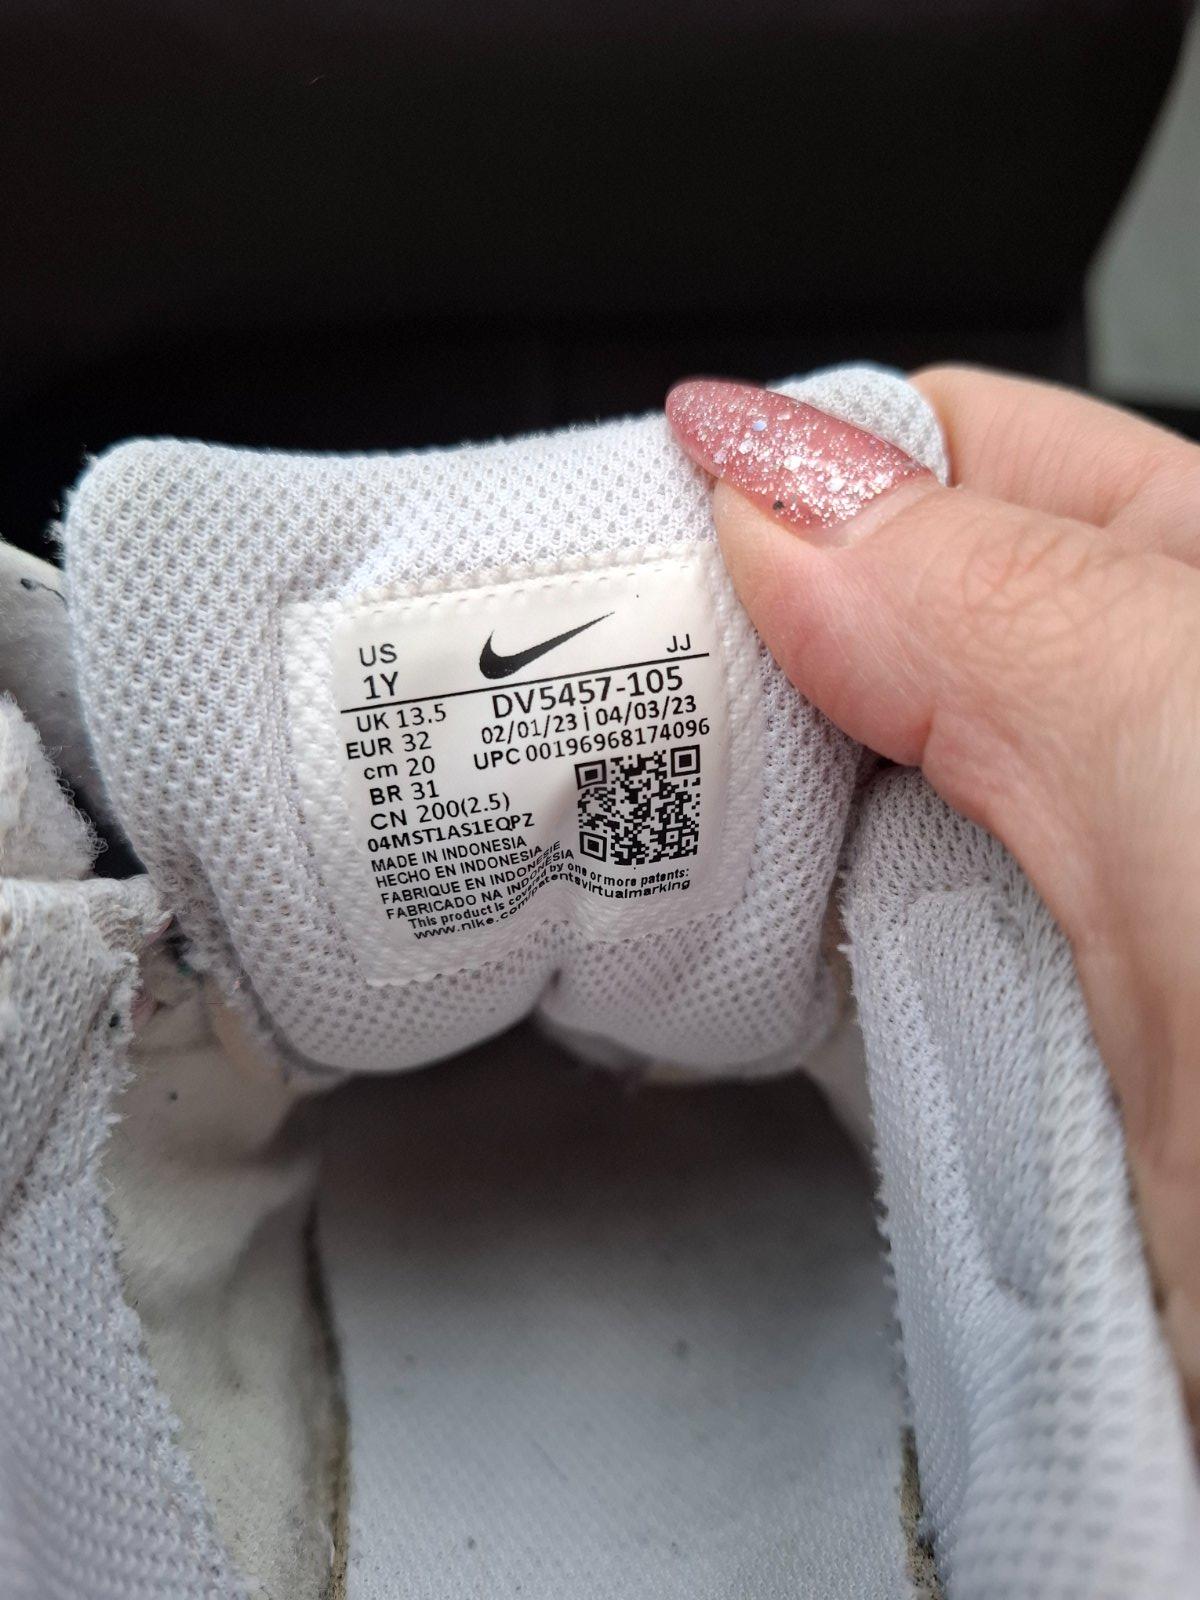 US
1Y
JJ
UK 13.5
EUR 32
cm 20
BR 31
CN 200(2.5)
DV5457-105
02/01/23 | 04/03/23
UPC 00196968174096
04MST1AS1EQPZ
MADE IN INDONESIA
HECHO EN INDONESIA
FABRIQUE EN INDONESIE
FABRICADO NA INDONESIA
This product is covered by one or more patents:
www.nike.com/patentsvirtualmarking